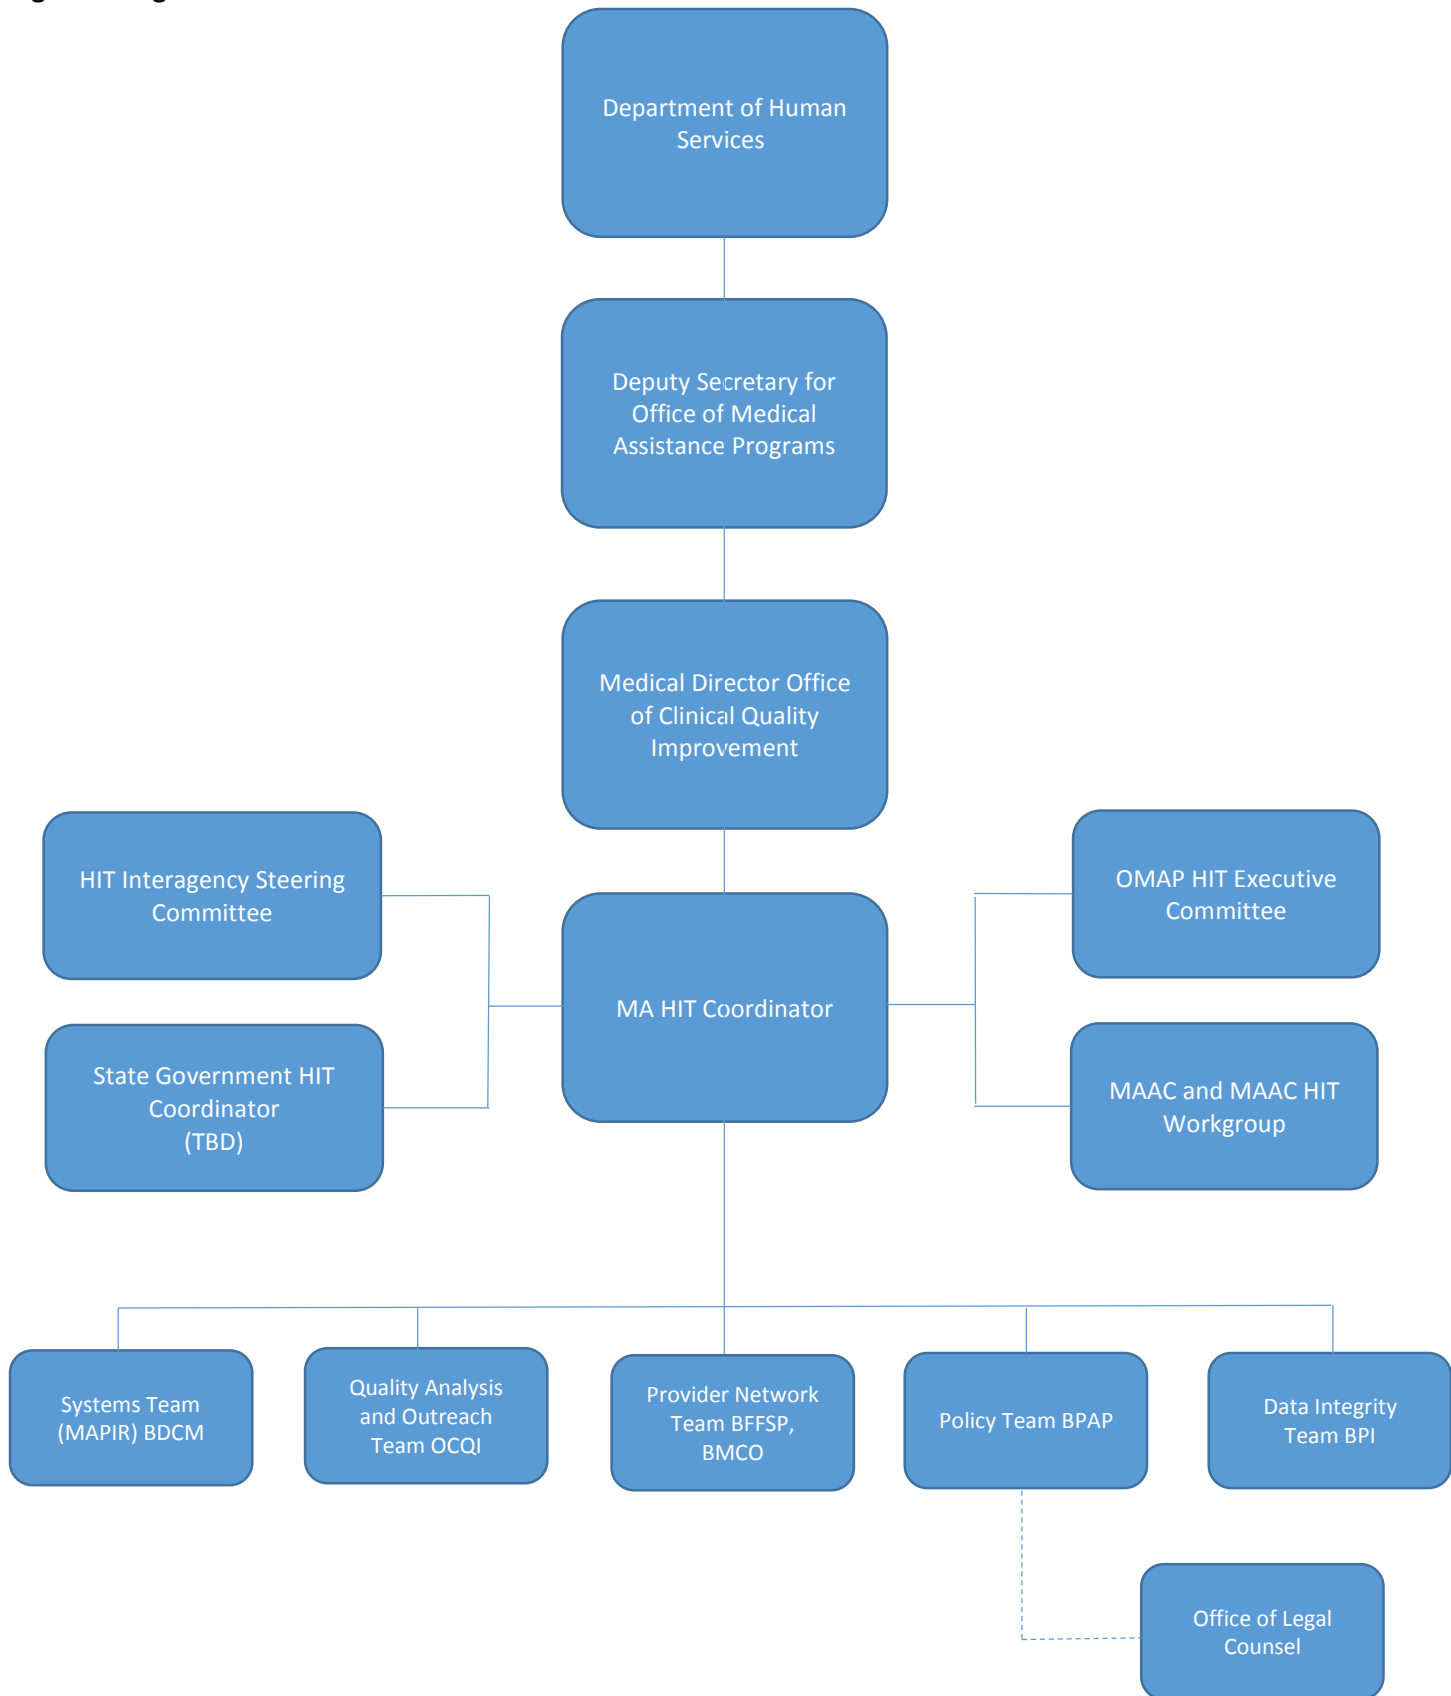 Department of Human
Services
Deputy Secretary for
Office of Medical
Assistance Programs
Medical Director Office
of Clinical Quality
Improvement
HIT Interagency Steering
Committee
OMAP HIT Executive
Committee
MA HIT Coordinator
State Government HIT
Coordinator
(TBD)
MAAC and MAAC HIT
Workgroup
Systems Team
(MAPIR) BDCM
Quality Analysis
and Outreach
Team OCQI
Provider Network
Team BFFSP,
BMCO
Policy Team BPAP
Data Integrity
Team BPI
Office of Legal
Counsel